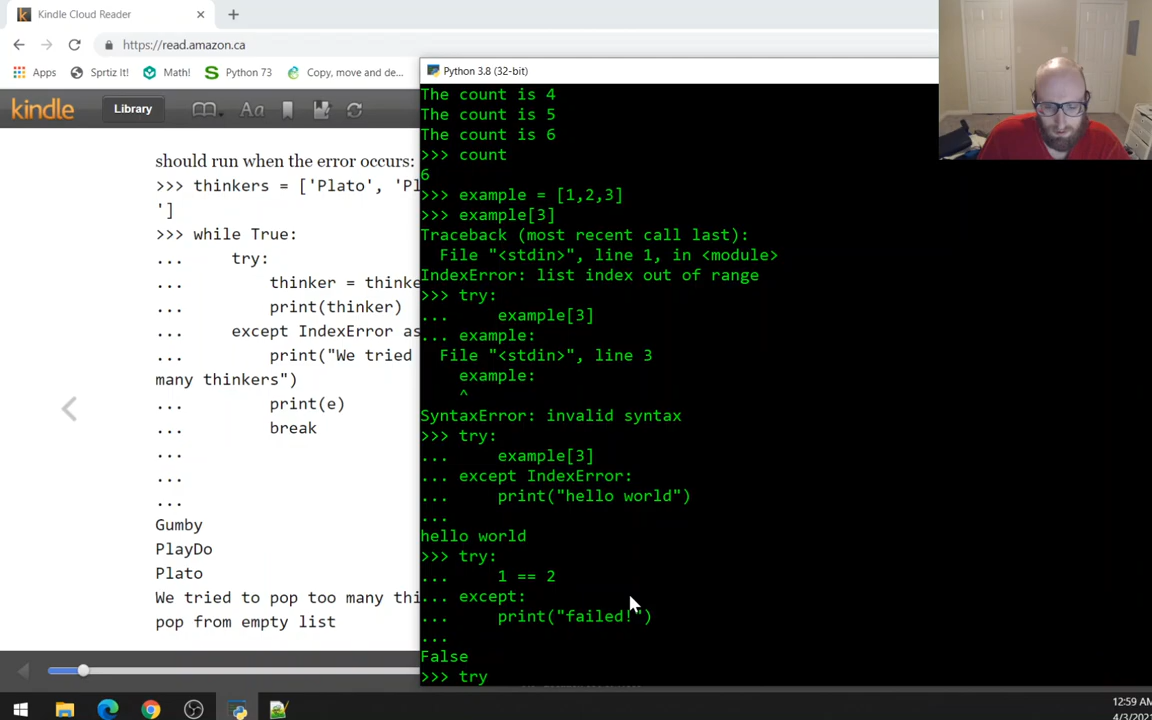 Kindle Cloud Reader
https://read.amazon.ca
Apps Sprtiz It! Math! Python 73 Copy, move and de...
kindle Library Aa
should run when the error occurs:
>>> thinkers = ['Plato', 'Pl
']
>>> while True:
... try:
... thinker = thinke
... print(thinker)
... except IndexError as
... print("We tried
many thinkers")
... print(e)
... break
...
...
...
Gumby
PlayDo
Plato
We tried to pop too many thi
pop from empty list
Python 3.8 (32-bit)
The count is 4
The count is 5
The count is 6
>>> count
6
>>> example = [1,2,3]
>>> example[3]
Traceback (most recent call last):
File "<stdin>", line 1, in <module>
IndexError: list index out of range
>>> try:
... example[3]
... example:
File "<stdin>", line 3
example:
^
SyntaxError: invalid syntax
>>> try:
... example[3]
... except IndexError:
... print("hello world")
...
hello world
>>> try:
... 1 == 2
... except:
... print("failed!")
...
False
>>> try
12:59 AM